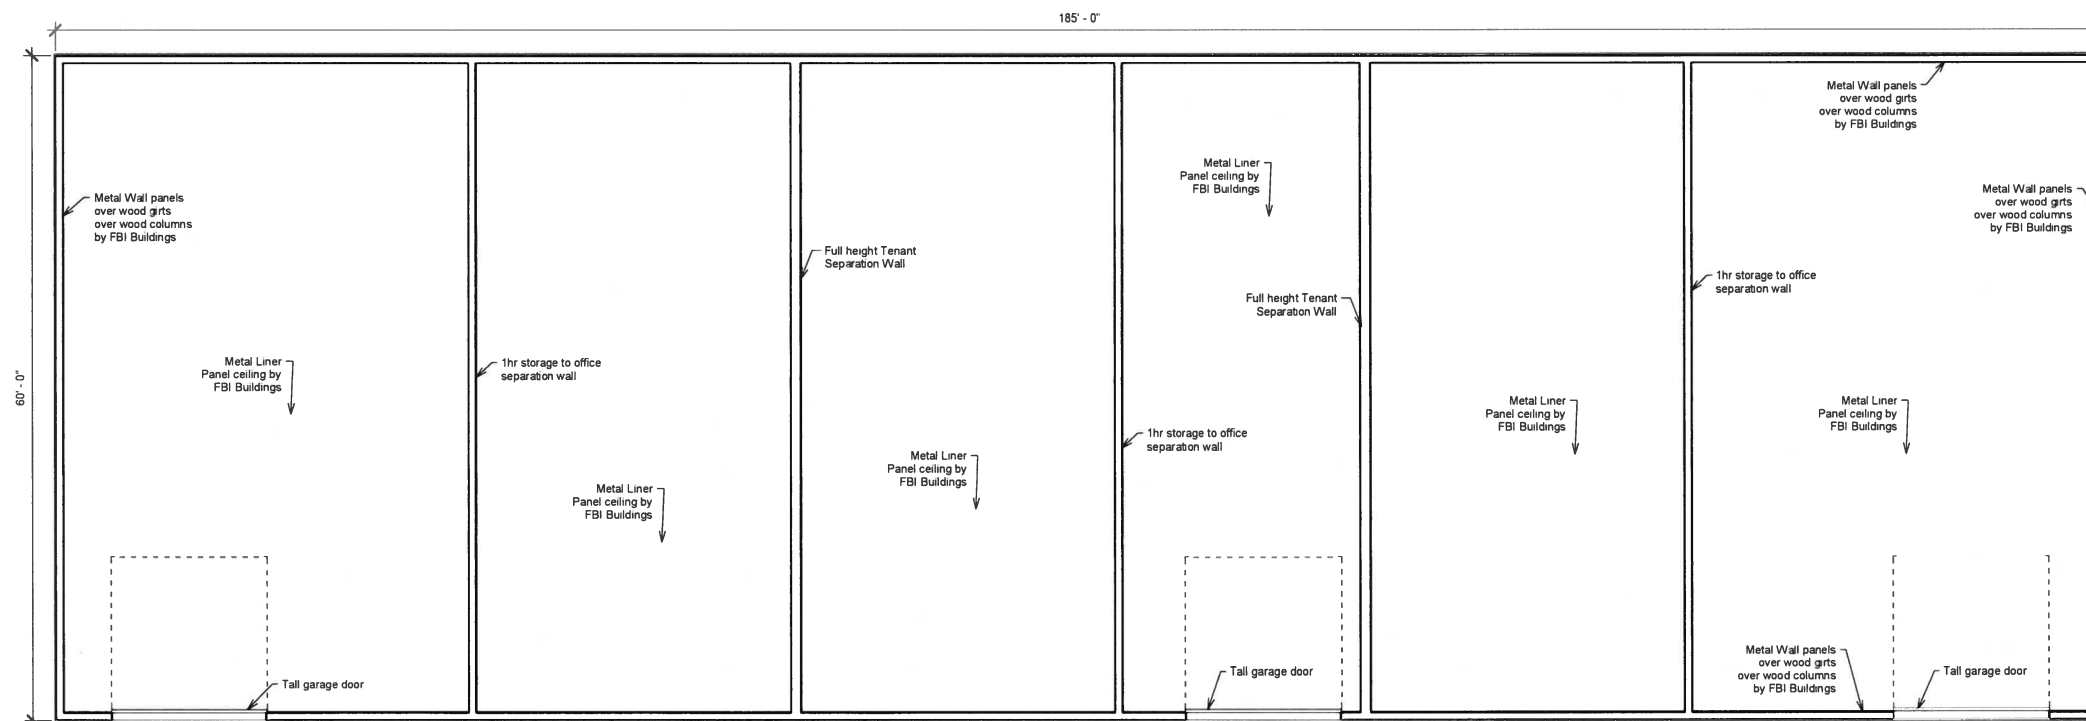 185' - 0"
Metal Wall panels
over wood girts
over wood columns
by FBI Buildings
Metal Liner
Panel ceiling by
FBI Buildings
Metal Wall panels
over wood girts
over wood columns
by FBI Buildings
Metal Wall panels
over wood girts
over wood columns
by FBI Buildings
Full height Tenant
Separation Wall
1hr storage to office
separation wall
Full height Tenant
Separation Wall
60' - 0"
Metal Liner
Panel ceiling by
FBI Buildings
1hr storage to office
separation wall
Metal Liner
Panel ceiling by
FBI Buildings
Metal Liner
Panel ceiling by
FBI Buildings
1hr storage to office
separation wall
Metal Liner
Panel ceiling by
FBI Buildings
Metal Liner
Panel ceiling by
FBI Buildings
Metal Wall panels
over wood girts
over wood columns
by FBI Buildings
Tall garage door
Tall garage door
Tall garage door